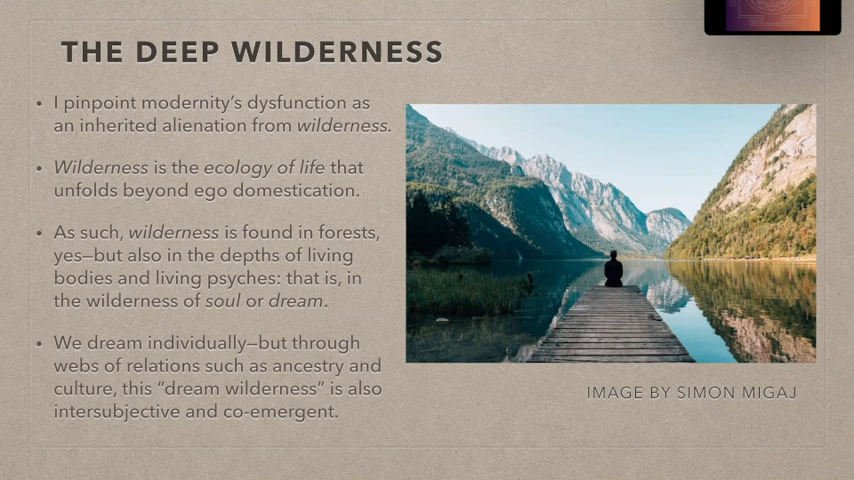 THE DEEP WILDERNESS
• I pinpoint modernity's dysfunction as
an inherited alienation from wilderness.
• Wilderness is the ecology of life that
unfolds beyond ego domestication.
• As such, wilderness is found in forests,
yes—but also in the depths of living
bodies and living psyches: that is, in
the wilderness of soul or dream.
• We dream individually—but through
webs of relations such as ancestry and
culture, this “dream wilderness” is also
intersubjective and co-emergent.
IMAGE BY SIMON MIGAJ